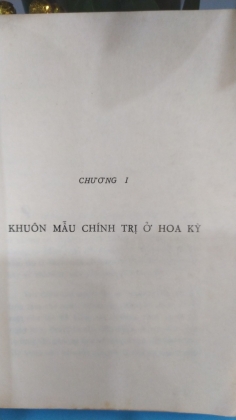 CHƯƠNG I
KHUÔN MẪU CHÍNH TRỊ Ở HOA KỲ